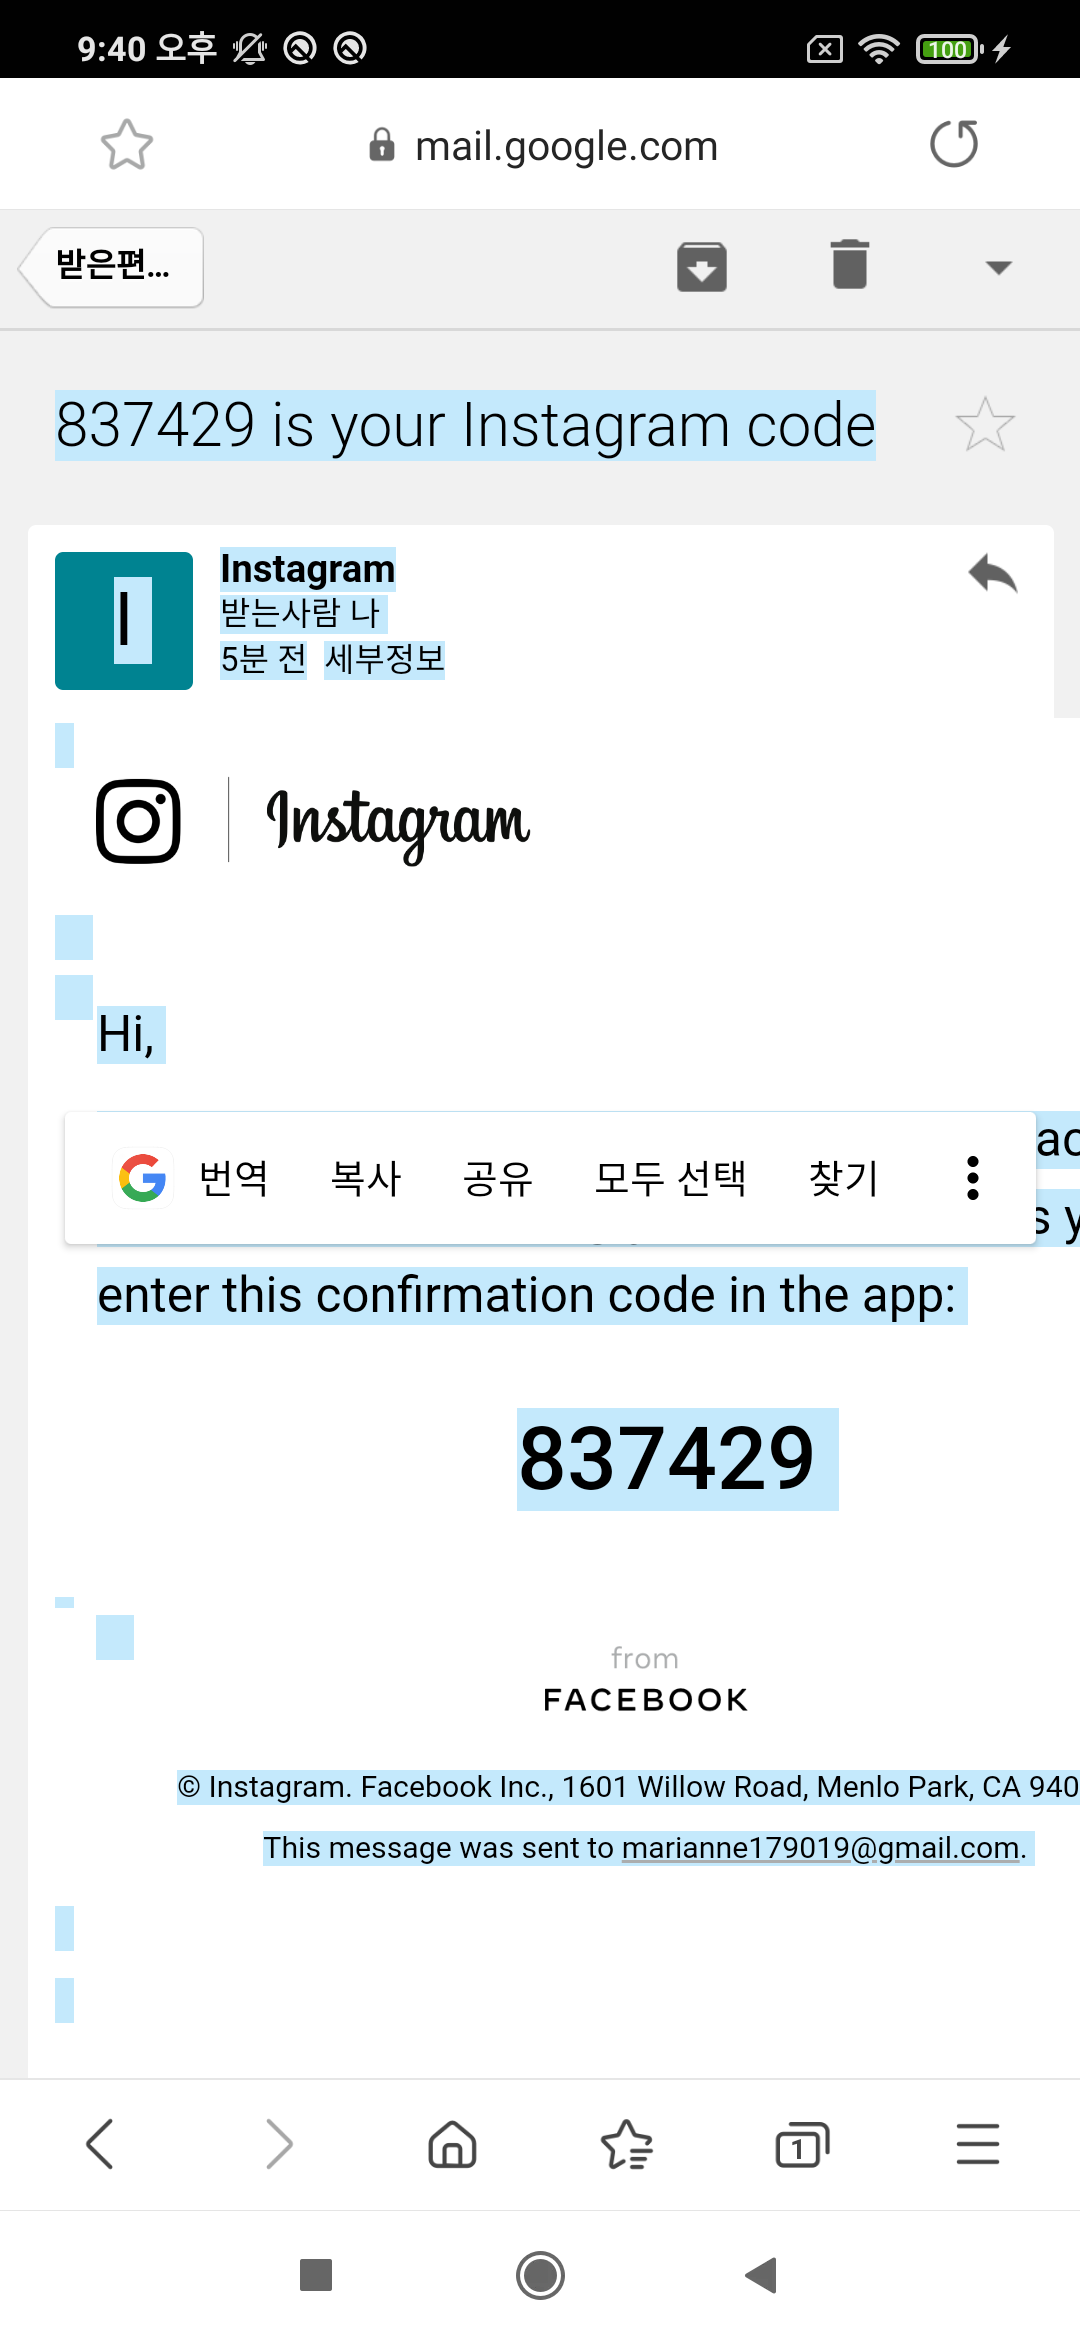 9:40 오후
100
mail.google.com
받은편...
837429 is your Instagram code
I
Instagram
받는사람 나
5분 전 세부정보
Instagram
Hi,
번역 복사 공유 모두 선택 찾기
enter this confirmation code in the app:
837429
from
FACEBOOK
© Instagram. Facebook Inc., 1601 Willow Road, Menlo Park, CA 940
This message was sent to marianne179019@gmail.com.
1